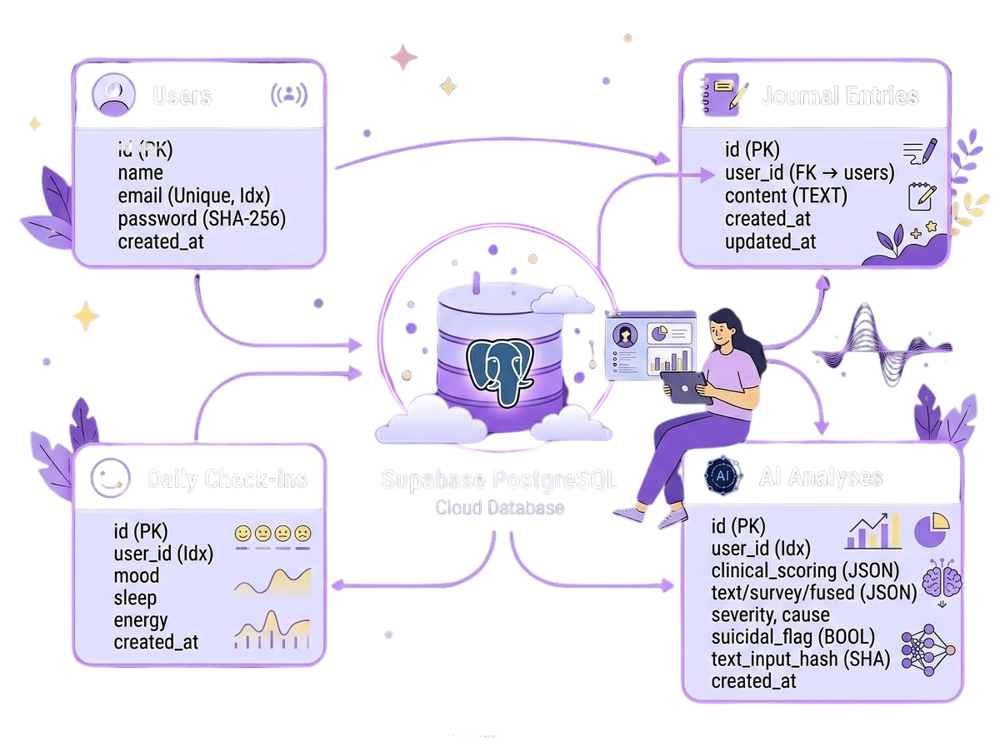 Users
id (PK)
name
email (Unique, Idx)
password (SHA-256)
created_at
Journal Entries
id (PK)
user_id (FK → users)
content (TEXT)
created_at
updated_at
Supabase PostgreSQL
Cloud Database
Daily Check-ins
id (PK)
user_id (Idx)
mood
sleep
energy
created_at
AI
AI Analyses
id (PK)
user_id (Idx)
clinical_scoring (JSON)
text/survey/fused (JSON)
severity, cause
suicidal_flag (BOOL)
text_input_hash (SHA)
created_at